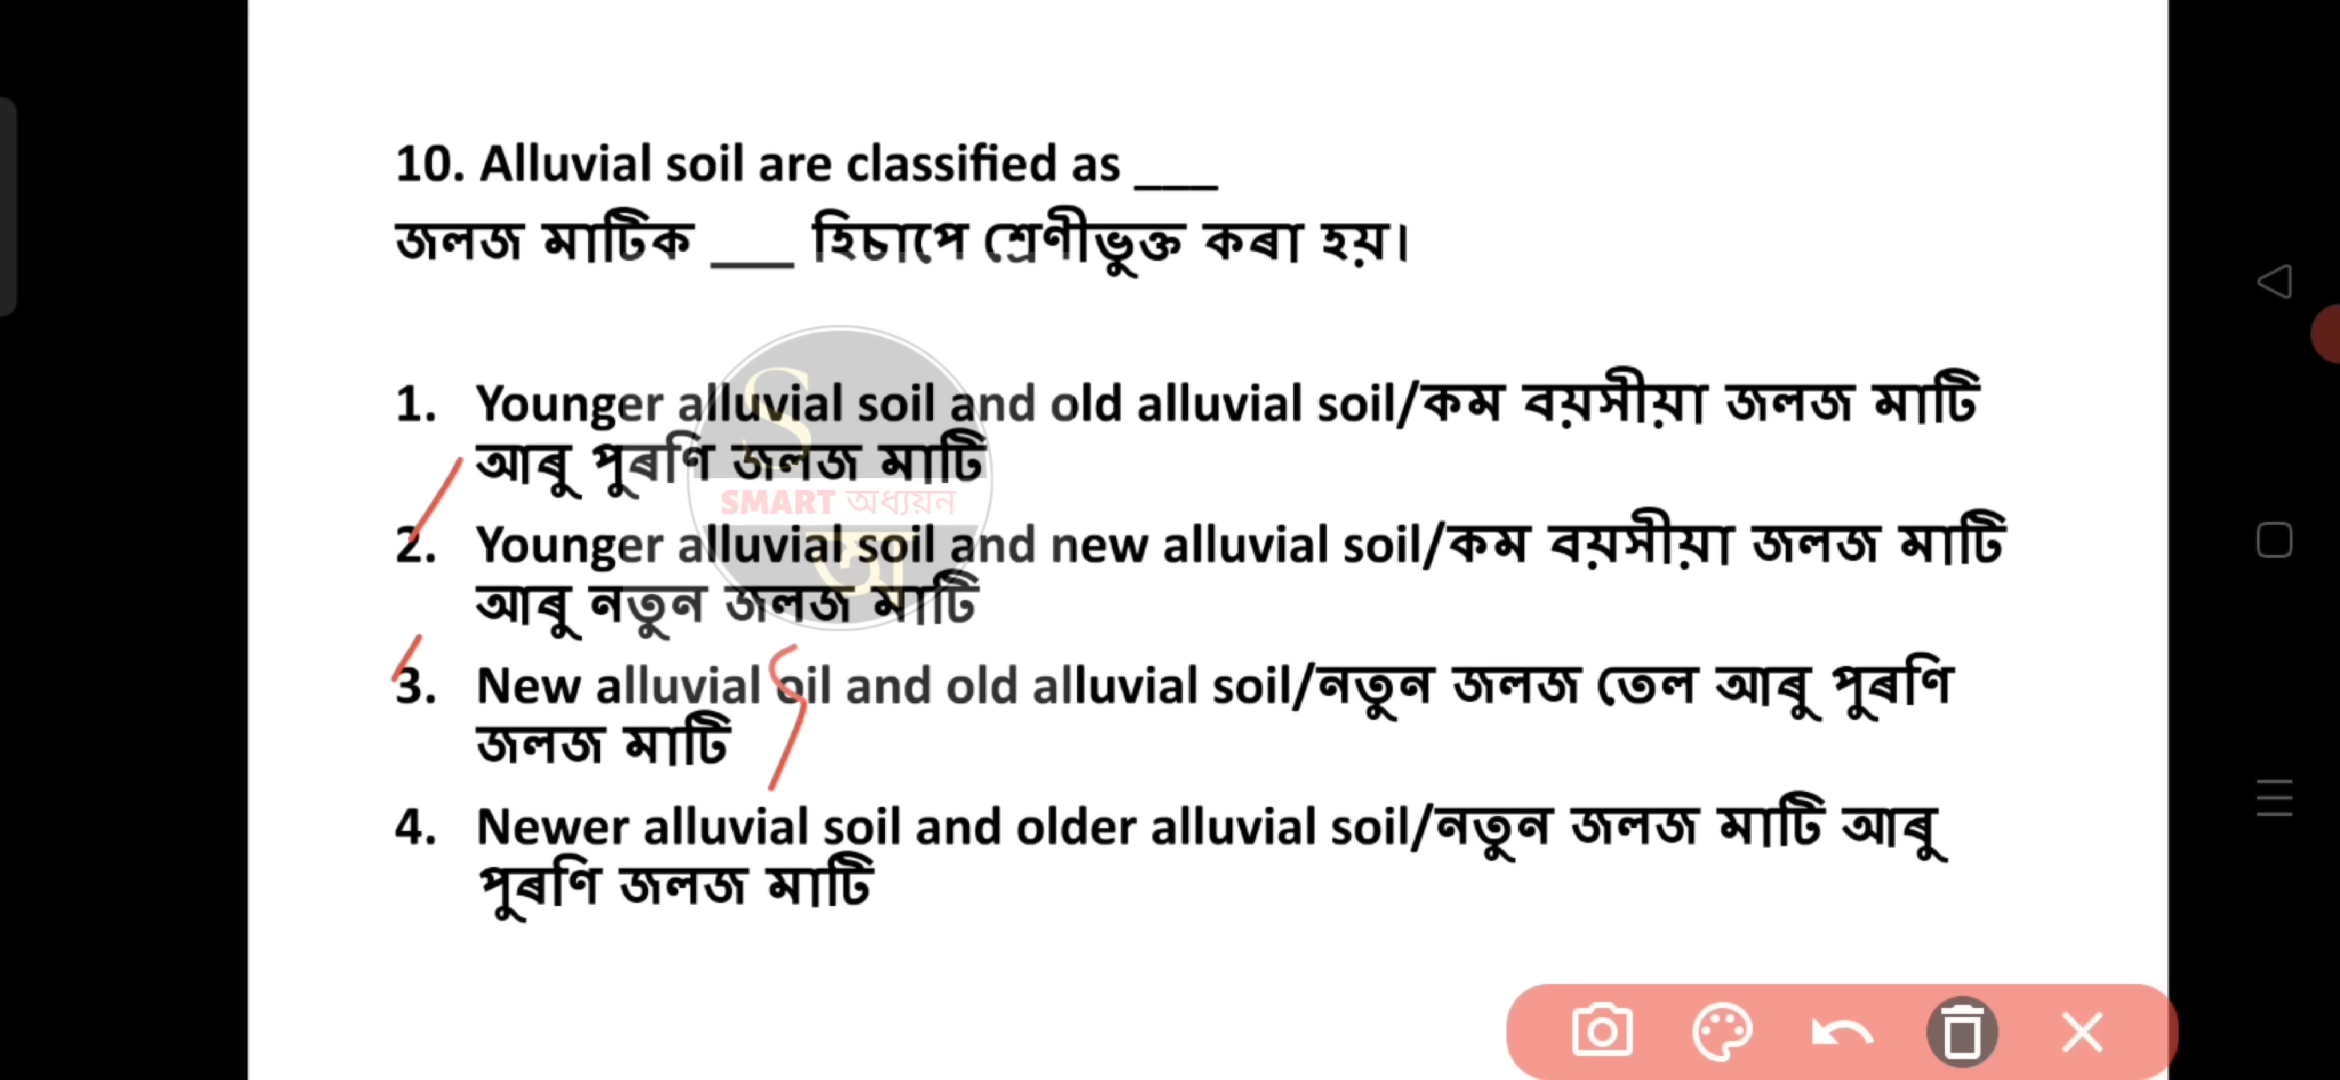 10. Alluvial soil are classified as ___
জলজ মাটিক ___ হিচাপে শ্ৰেণীভুক্ত কৰা হয়।
1. Younger alluvial soil and old alluvial soil/কম বয়সীয়া জলজ মাটি
আৰু পুৰণি জলজ মাটি
SMART অধ্যয়ন
2. Younger alluvial soil and new alluvial soil/কম বয়সীয়া জলজ মাটি
আৰু নতুন জলজ মাটি
3. New alluvial oil and old alluvial soil/নতুন জলজ তেল আৰু পুৰণি
জলজ মাটি
4. Newer alluvial soil and older alluvial soil/নতুন জলজ মাটি আৰু
পুৰণি জলজ মাটি